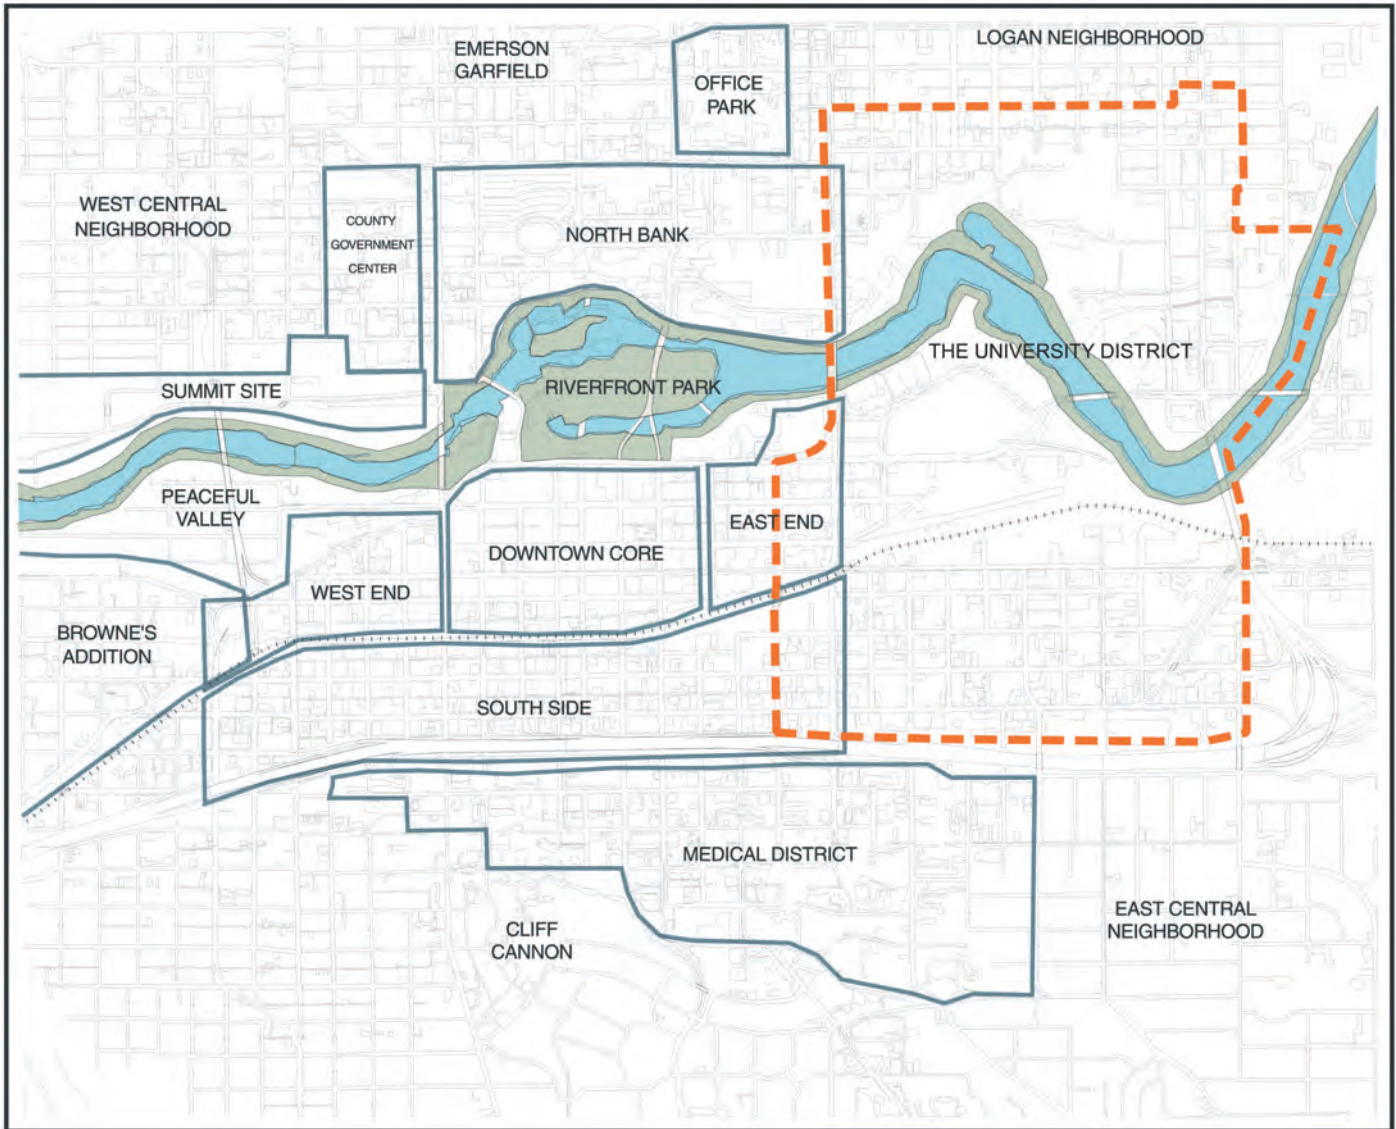 EMERSON
GARFIELD
LOGAN NEIGHBORHOOD
OFFICE
PARK
WEST CENTRAL
NEIGHBORHOOD
COUNTY
GOVERNMENT
CENTER
NORTH BANK
THE UNIVERSITY DISTRICT
SUMMIT SITE
RIVERFRONT PARK
PEACEFUL
VALLEY
EAST END
DOWNTOWN CORE
WEST END
BROWNE'S
ADDITION
SOUTH SIDE
MEDICAL DISTRICT
EAST CENTRAL
NEIGHBORHOOD
CLIFF
CANNON